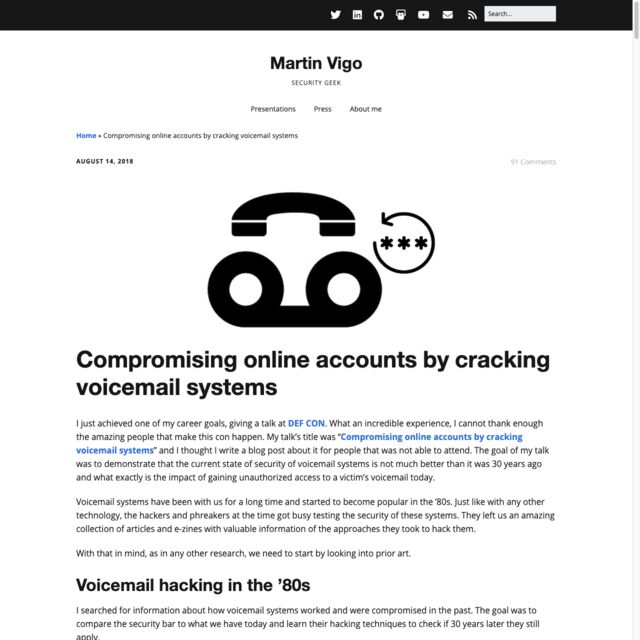 Search...
Martin Vigo
SECURITY GEEK
Presentations Press About me
Home » Compromising online accounts by cracking voicemail systems
AUGUST 14, 2018
91 Comments
***
Compromising online accounts by cracking
voicemail systems
I just achieved one of my career goals, giving a talk at DEF CON. What an incredible experience, I cannot thank enough
the amazing people that make this con happen. My talk's title was "Compromising online accounts by cracking
voicemail systems" and I thought I write a blog post about it for people that was not able to attend. The goal of my talk
was to demonstrate that the current state of security of voicemail systems is not much better than it was 30 years ago
and what exactly is the impact of gaining unauthorized access to a victim's voicemail today.
Voicemail systems have been with us for a long time and started to become popular in the '80s. Just like with any other
technology, the hackers and phreakers at the time got busy testing the security of these systems. They left us an amazing
collection of articles and e-zines with valuable information of the approaches they took to hack them.
With that in mind, as in any other research, we need to start by looking into prior art.
Voicemail hacking in the '80s
I searched for information about how voicemail systems worked and were compromised in the past. The goal was to
compare the security bar to what we have today and learn their hacking techniques to check if 30 years later they still
apply.